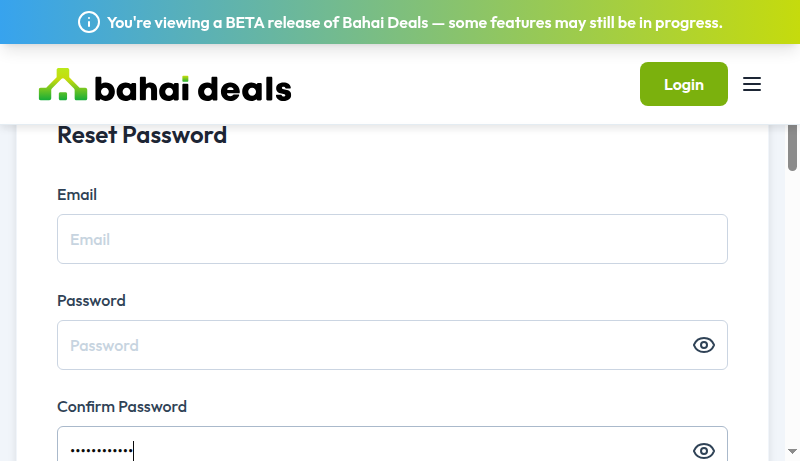 You're viewing a BETA release of Bahai Deals — some features may still be in progress.
bahai deals
Login
Reset Password
Email
Email
Password
Password
Confirm Password
••••••••••••